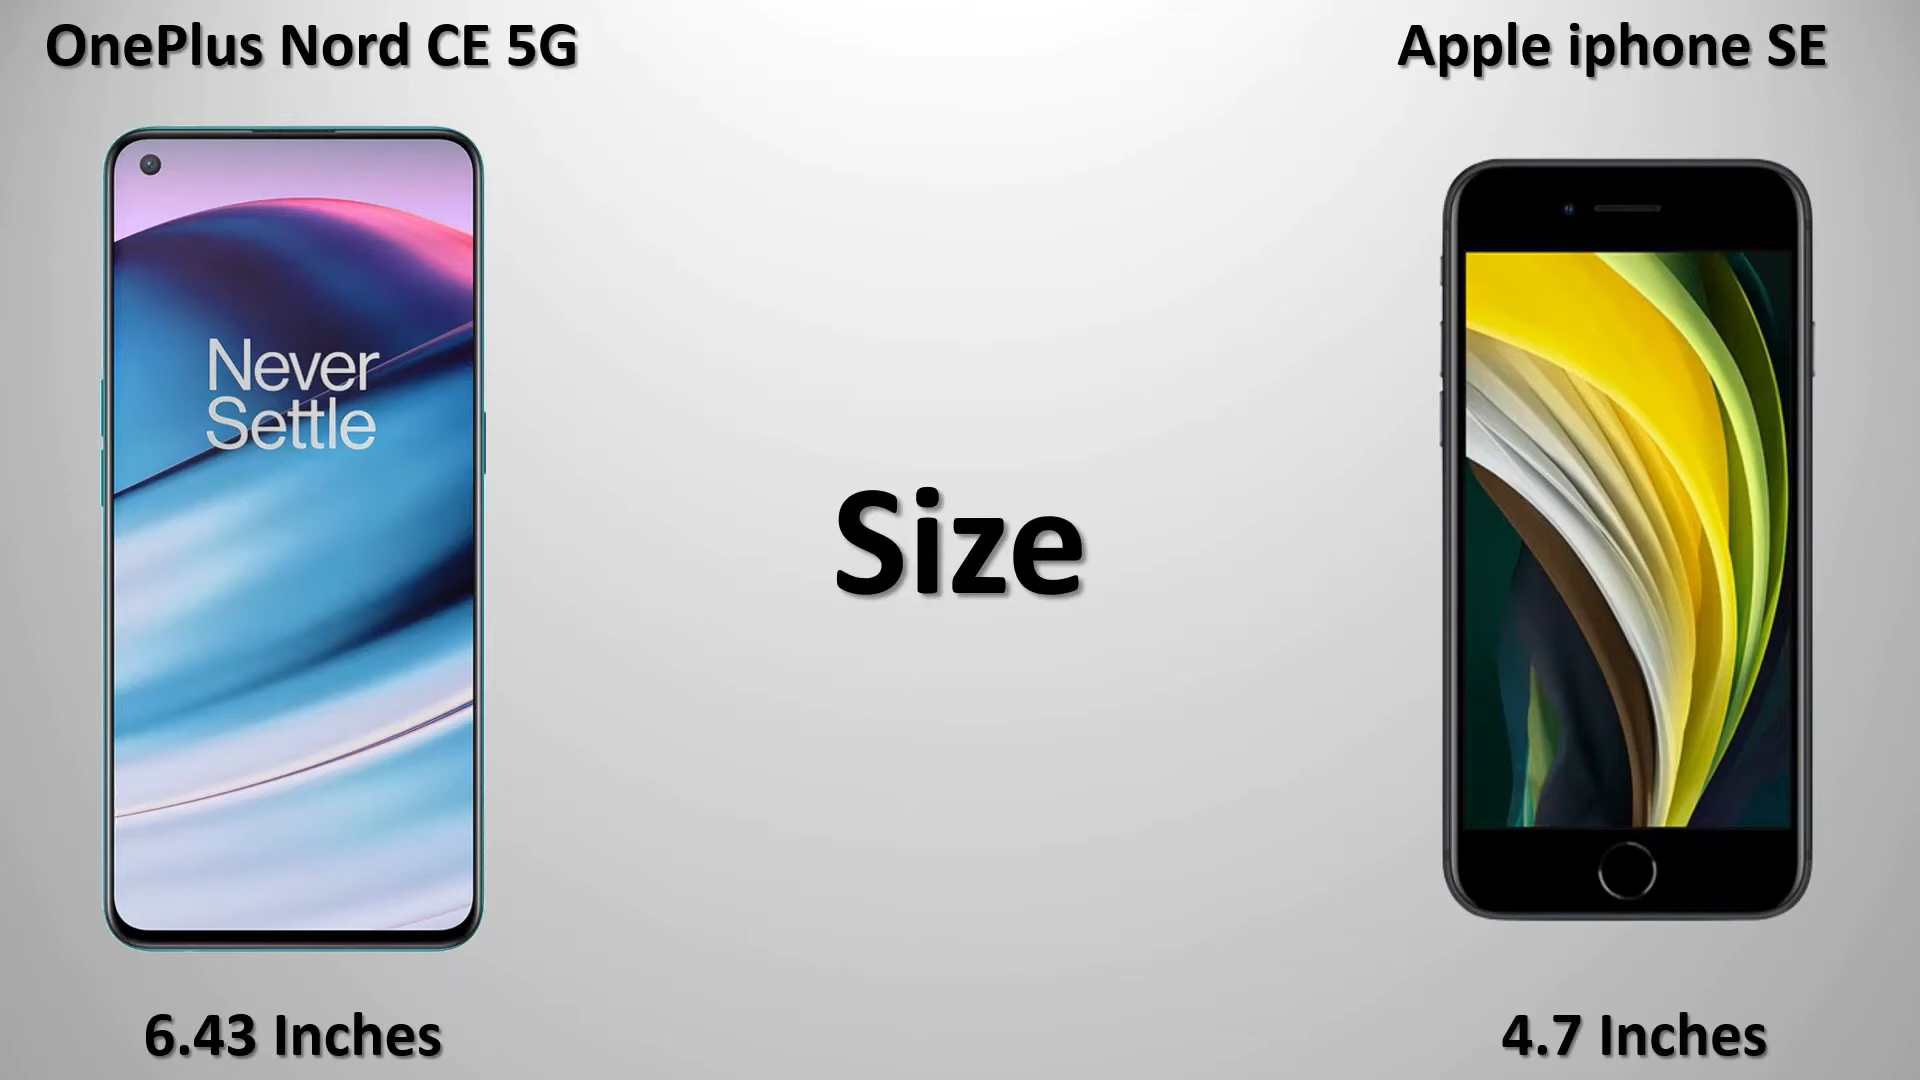 OnePlus Nord CE 5G
Apple iphone SE
Never
Settle
Size
6.43 Inches
4.7 Inches